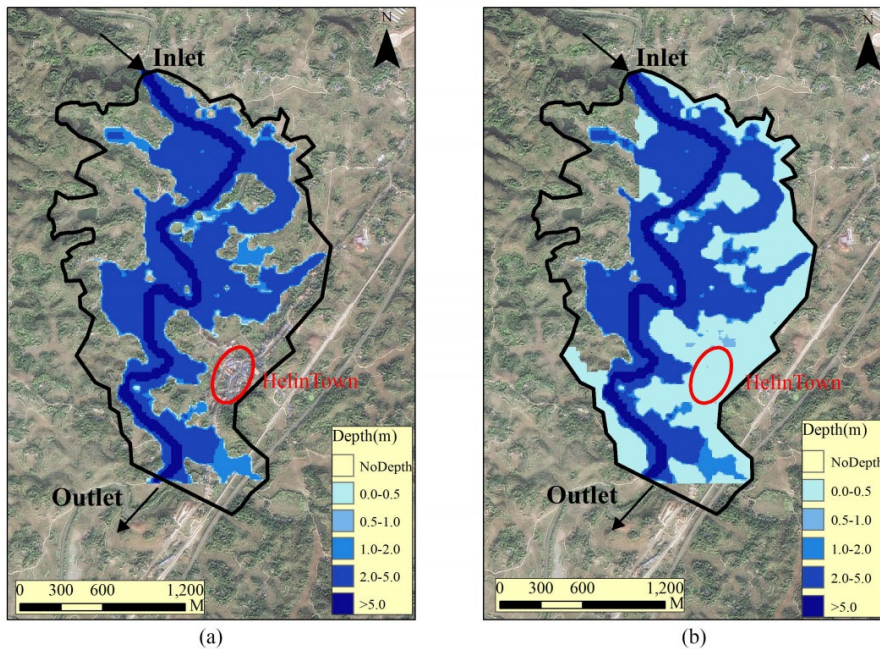 Inlet
N
HelinTown
Outlet
Depth(m)
NoDepth
0.0-0.5
0.5-1.0
1.0-2.0
2.0-5.0
>5.0
0 300 600 1,200
M
(a)
Inlet
N
HelinTown
Outlet
Depth(m)
NoDepth
0.0-0.5
0.5-1.0
1.0-2.0
2.0-5.0
>5.0
0 300 600 1,200
M
(b)